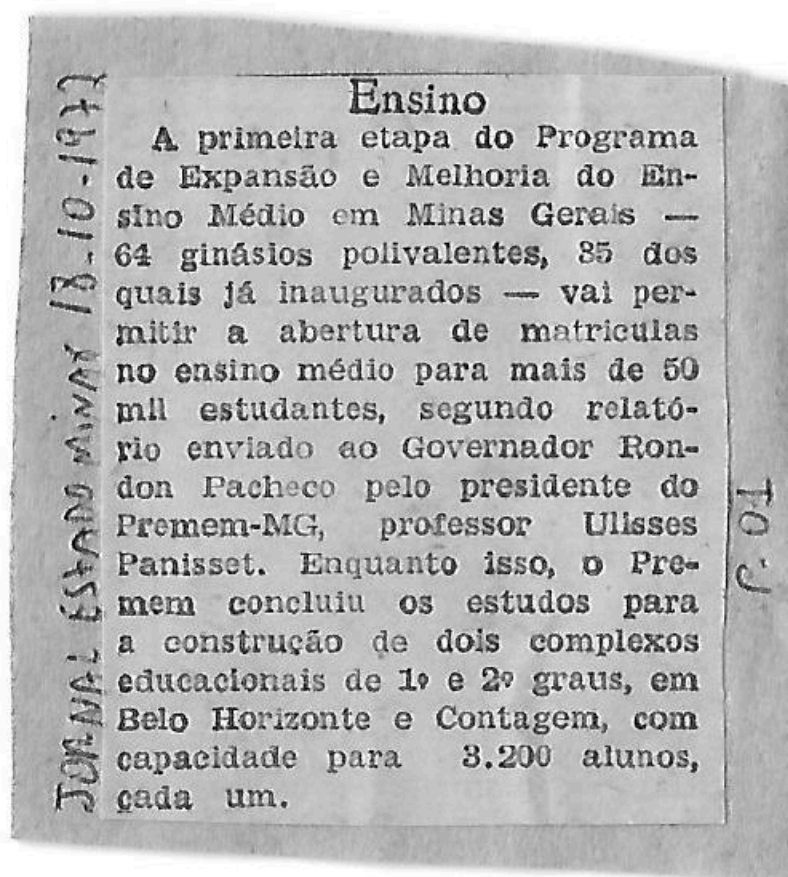 Ensino
A primeira etapa do Programa
de Expansão e Melhoria do En-
sino Médio em Minas Gerais —
64 ginásios polivalentes, 35 dos
quais já inaugurados — vai per-
mitir a abertura de matriculas
no ensino médio para mais de 50
mil estudantes, segundo relató-
rio enviado ao Governador Ron-
don Pacheco pelo presidente do
Premem-MG, professor Ulisses
Panisset. Enquanto isso, o Pre-
mem concluiu os estudos para
a construção de dois complexos
educacionais de 1º e 2º graus, em
Belo Horizonte e Contagem, com
capacidade para 3.200 alunos,
cada um.
JORNAL ESTADO MINAS 18-10-1972